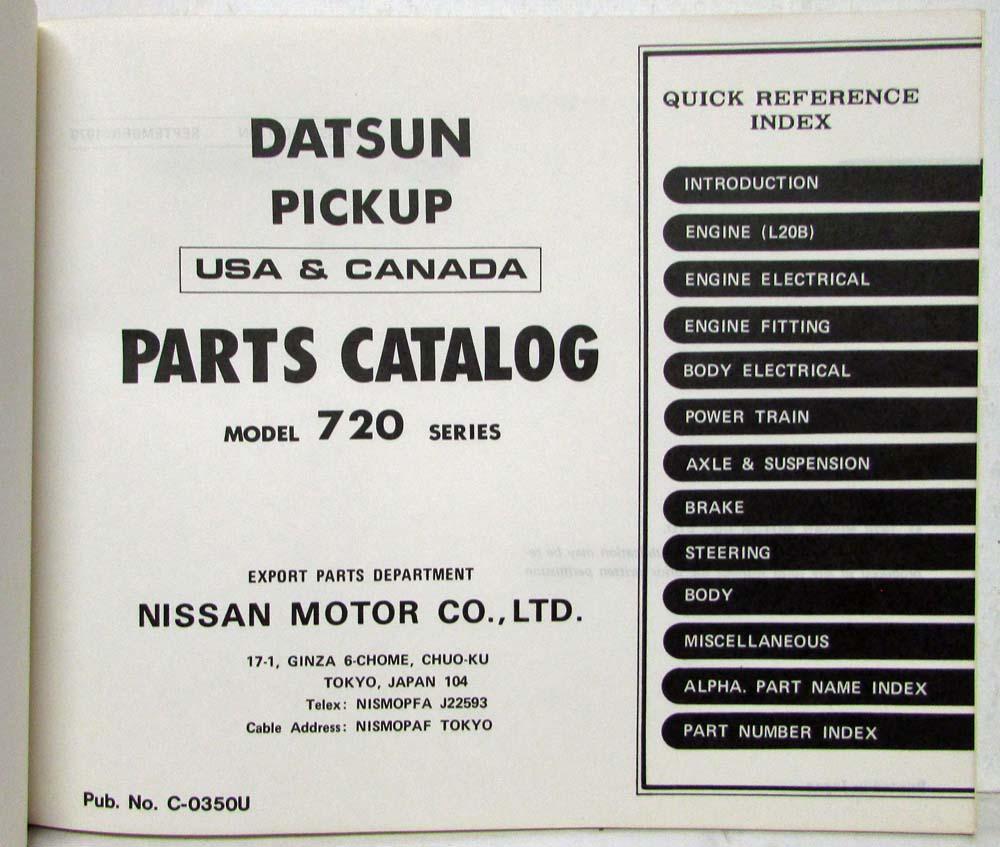 DATSUN
PICKUP
USA & CANADA
PARTS CATALOG
MODEL 720 SERIES
EXPORT PARTS DEPARTMENT
NISSAN MOTOR CO., LTD.
17-1, GINZA 6-CHOME, CHUO-KU
TOKYO, JAPAN 104
Telex: NISMOPFA J22593
Cable Address: NISMOPAF TOKYO
Pub. No. C-0350U
QUICK REFERENCE
INDEX
INTRODUCTION
ENGINE (L20B)
ENGINE ELECTRICAL
ENGINE FITTING
BODY ELECTRICAL
POWER TRAIN
AXLE & SUSPENSION
BRAKE
STEERING
BODY
MISCELLANEOUS
ALPHA. PART NAME INDEX
PART NUMBER INDEX